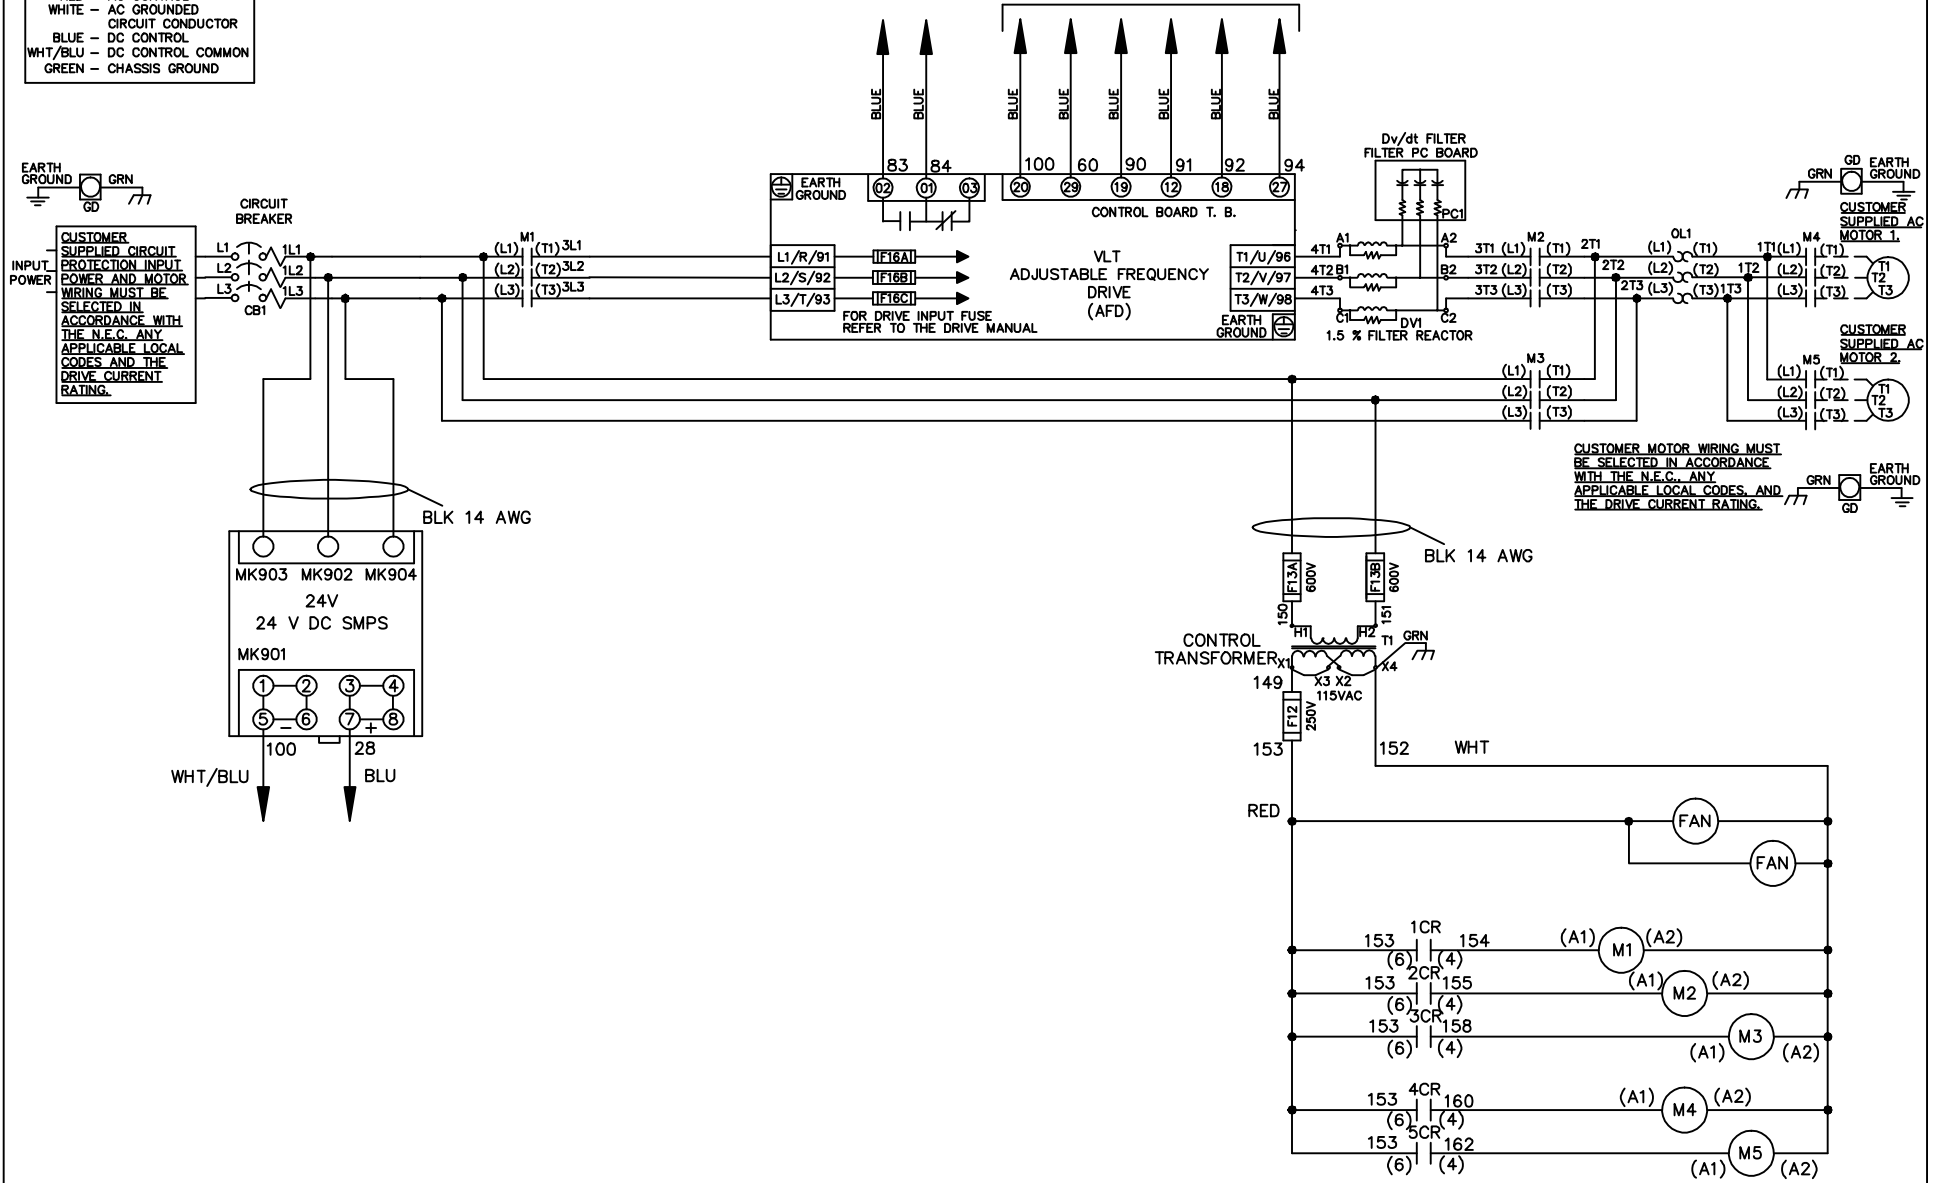 WHITE – AC GROUNDED
CIRCUIT CONDUCTOR
BLUE – DC CONTROL
WHT/BLU – DC CONTROL COMMON
GREEN – CHASSIS GROUND
BLUE BLUE BLUE BLUE BLUE BLUE BLUE BLUE
EARTH
GROUND
GRN
GD
CIRCUIT
BREAKER
INPUT
POWER
CUSTOMER
SUPPLIED CIRCUIT
PROTECTION INPUT
POWER AND MOTOR
WIRING MUST BE
SELECTED IN
ACCORDANCE WITH
THE N.E.C. ANY
APPLICABLE LOCAL
CODES AND THE
DRIVE CURRENT
RATING.
L1 1L1
L2 1L2
L3 1L3
CB1
M1
(L1) (T1) 3L1
(L2) (T2) 3L2
(L3) (T3) 3L3
83 84 100 60 90 91 92 94
EARTH
GROUND
02 01 03 20 29 19 12 18 27
CONTROL BOARD T. B.
L1/R/91 F16A
L2/S/92 F16B
L3/T/93 F16C
FOR DRIVE INPUT FUSE
REFER TO THE DRIVE MANUAL
VLT
ADJUSTABLE FREQUENCY
DRIVE
(AFD)
T1/U/96
T2/V/97
T3/W/98
EARTH
GROUND
Dv/dt FILTER
FILTER PC BOARD
PC1
4T1 A1 A2
4T2 B1 B2
4T3 C1 C2
DV1
1.5 % FILTER REACTOR
M2
3T1 (L1) (T1) 2T1
3T2 (L2) (T2) 2T2
3T3 (L3) (T3) 2T3
OL1
(L1) (T1) 1T1
(L2) (T2) 1T2
(L3) (T3) 1T3
M4
(L1) (T1)
(L2) (T2)
(L3) (T3)
T1
T2
T3
GRN
GD
EARTH
GROUND
CUSTOMER
SUPPLIED AC
MOTOR 1.
CUSTOMER
SUPPLIED AC
MOTOR 2.
M3
(L1) (T1)
(L2) (T2)
(L3) (T3)
M5
(L1) (T1)
(L2) (T2)
(L3) (T3)
T1
T2
T3
CUSTOMER MOTOR WIRING MUST
BE SELECTED IN ACCORDANCE
WITH THE N.E.C., ANY
APPLICABLE LOCAL CODES, AND
THE DRIVE CURRENT RATING.
GRN
GD
EARTH
GROUND
BLK 14 AWG
MK903 MK902 MK904
24V
24 V DC SMPS
MK901
1 2 3 4
5 – 6 7 + 8
100 28
WHT/BLU BLU
BLK 14 AWG
F13A 600V F13B 600V
150 151
H1 H2 T1 GRN
CONTROL
TRANSFORMER
X1 X3 X2 X4
115VAC
149
F12 250V
153 152 WHT
RED
FAN
FAN
1CR
153 154 (A1) M1 (A2)
(6) (4)
2CR
153 155 (A1) M2 (A2)
(6) (4)
3CR
153 158 M3
(6) (4) (A1) (A2)
4CR
153 160 (A1) M4 (A2)
(6) (4)
5CR
153 162 M5
(6) (4) (A1) (A2)